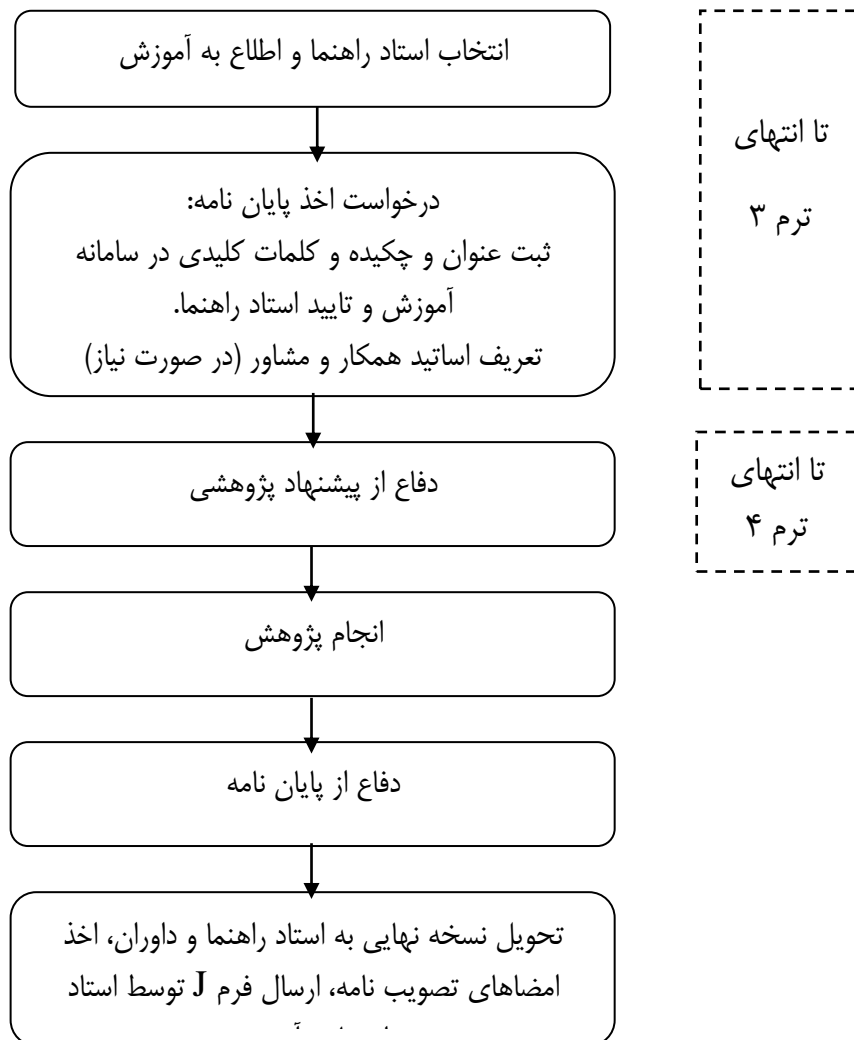 انتخاب استاد راهنما و اطلاع به آموزش
درخواست اخذ پایان نامه:
ثبت عنوان و چکیده و کلمات کلیدی در سامانه
آموزش و تایید استاد راهنما.
تعریف اساتید همکار و مشاور (در صورت نیاز)
تا انتهای
ترم ۳
دفاع از پیشنهاد پژوهشی
تا انتهای
ترم ۴
انجام پژوهش
دفاع از پایان نامه
تحویل نسخه نهایی به استاد راهنما و داوران، اخذ
امضاهای تصویب نامه، ارسال فرم J توسط استاد